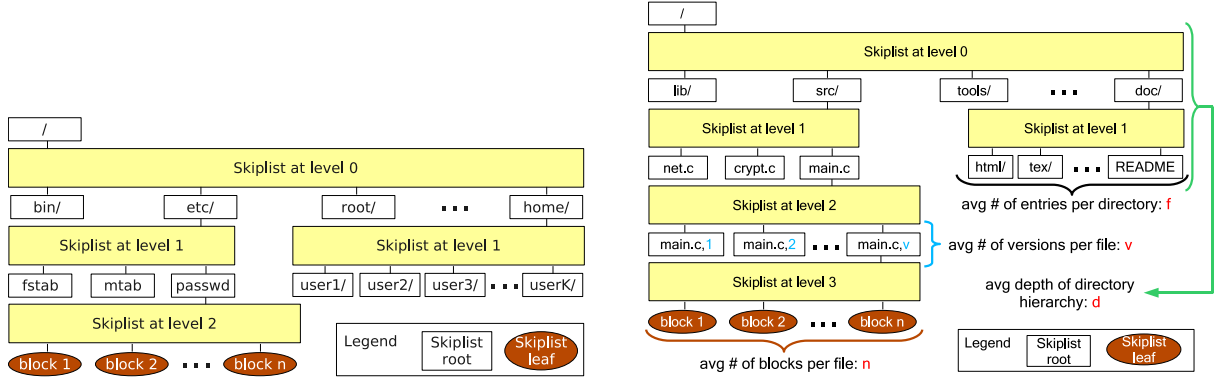 /
Skiplist at level 0
bin/ etc/ root/ ... home/
Skiplist at level 1 Skiplist at level 1
fstab mtab passwd user1/ user2/ user3/ ... userK/
Skiplist at level 2
block 1 block 2 ... block n
Legend
Skiplist
root
Skiplist
leaf
/
Skiplist at level 0
lib/ src/ tools/ ... doc/
Skiplist at level 1 Skiplist at level 1
net.c crypt.c main.c html/ tex/ ... README
Skiplist at level 2
avg # of entries per directory: f
main.c,1 main.c,2 ... main.c,v
avg # of versions per file: v
Skiplist at level 3
avg depth of directory
hierarchy: d
block 1 block 2 ... block n
avg # of blocks per file: n
Legend
Skiplist
root
Skiplist
leaf